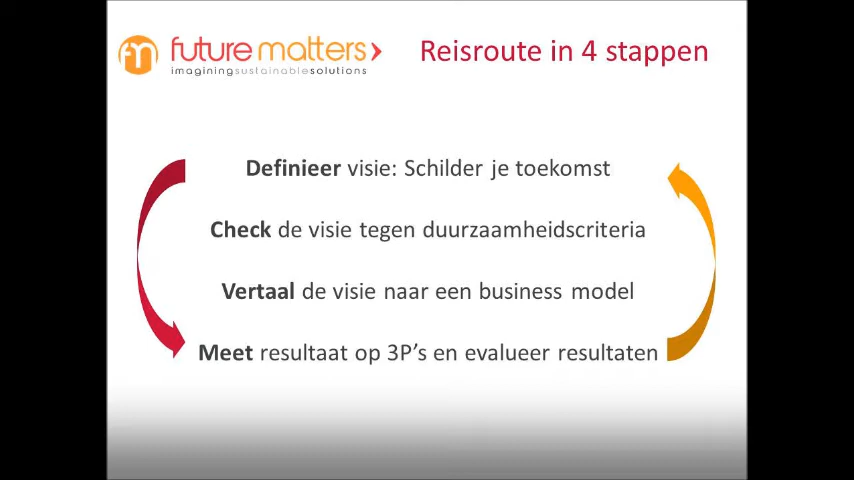 fm future matters
imaginingsustainablesolutions
Reisroute in 4 stappen
Definieer visie: Schilder je toekomst
Check de visie tegen duurzaamheidscriteria
Vertaal de visie naar een business model
Meet resultaat op 3P’s en evalueer resultaten